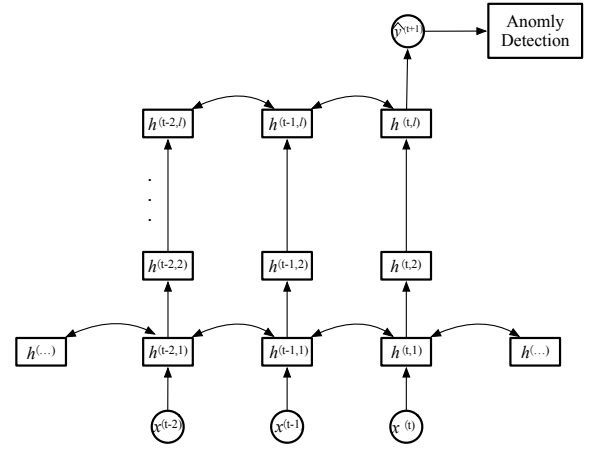 ŷ(t+1)
Anomly
Detection
h(t-2,l) h(t-1,l) h(t,l)
h(t-2,2) h(t-1,2) h(t,2)
h(...) h(t-2,1) h(t-1,1) h(t,1) h(...)
x(t-2) x(t-1 x (t)